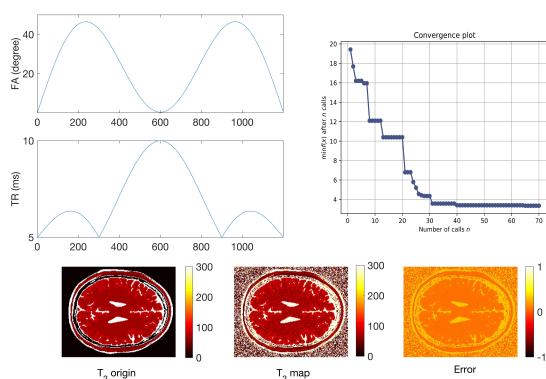 FA (degree)
40
20
0 200 400 600 800 1000
TR (ms)
10
5
0 200 400 600 800 1000
Convergence plot
min f(x) after n calls
20
18
16
14
12
10
8
6
4
0 10 20 30 40 50 60 70
Number of calls n
300
200
100
0
T₂ origin
300
200
100
0
T₂ map
1
0
-1
Error